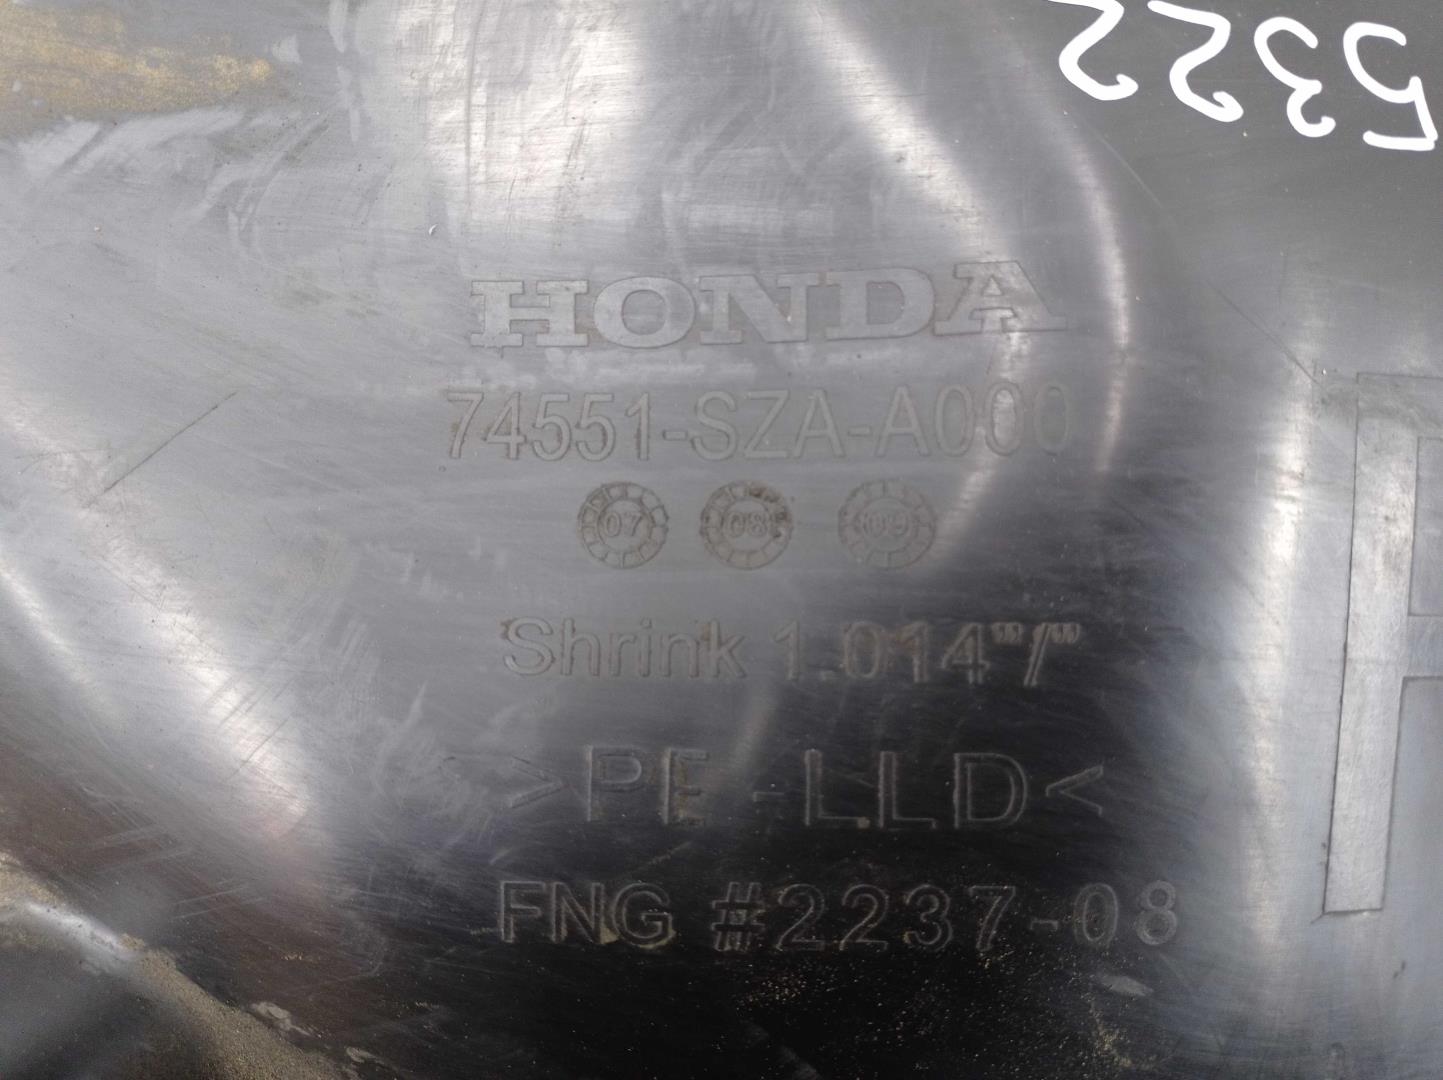 5322
HONDA
74551-SZA-A000
07 08 09
Shrink 1.014"'/"'
>PE-LLD<
FNG #2237-08